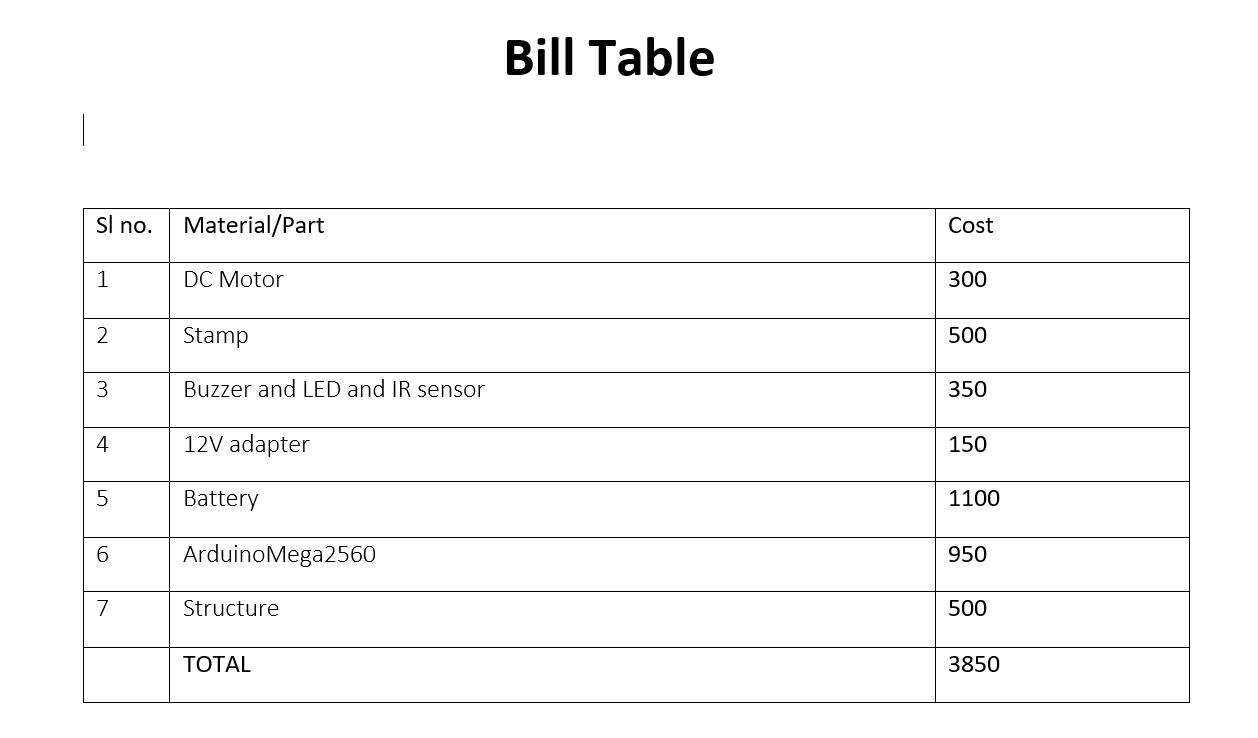 Bill Table
Sl no. Material/Part Cost
1 DC Motor 300
2 Stamp 500
3 Buzzer and LED and IR sensor 350
4 12V adapter 150
5 Battery 1100
6 ArduinoMega2560 950
7 Structure 500
TOTAL 3850